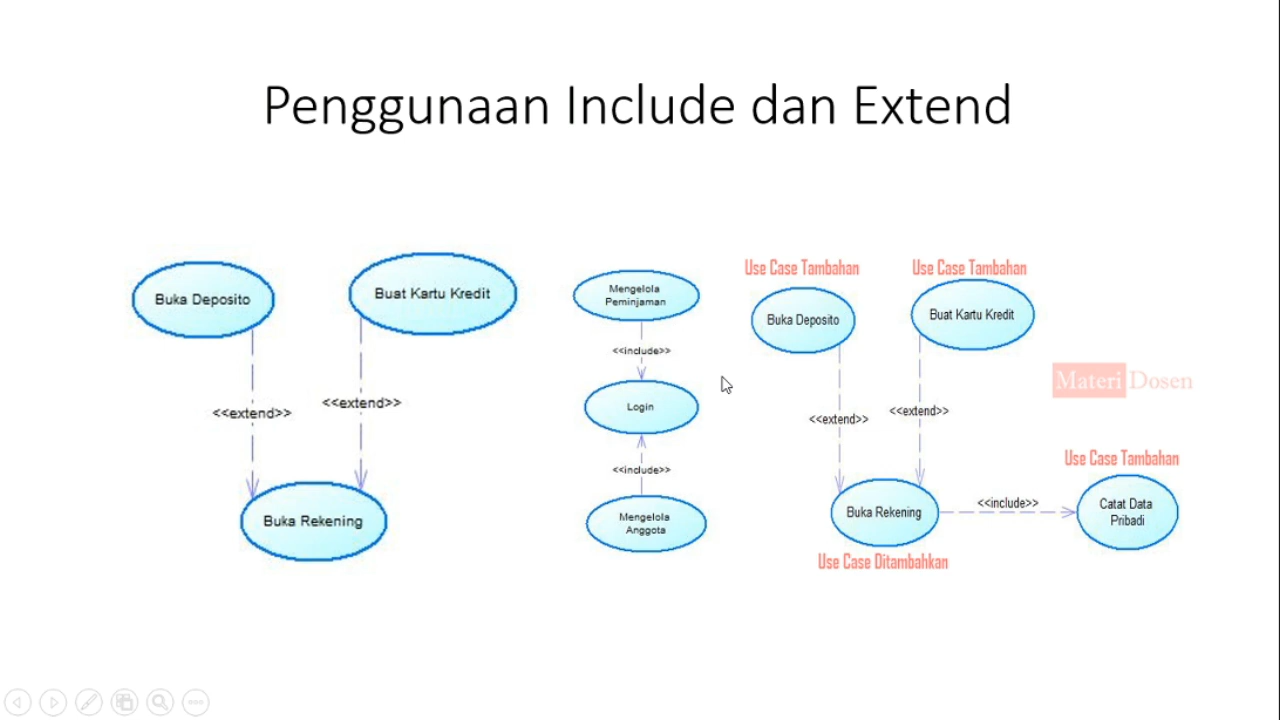 Penggunaan Include dan Extend
Buka Deposito
Buat Kartu Kredit
<<extend>>
<<extend>>
Buka Rekening
Mengelola
Peminjaman
<<include>>
Login
<<include>>
Mengelola
Anggota
Use Case Tambahan
Use Case Tambahan
Buka Deposito
Buat Kartu Kredit
Materi Dosen
<<extend>>
<<extend>>
Use Case Tambahan
Buka Rekening
<<include>>
Catat Data
Pribadi
Use Case Ditambahkan